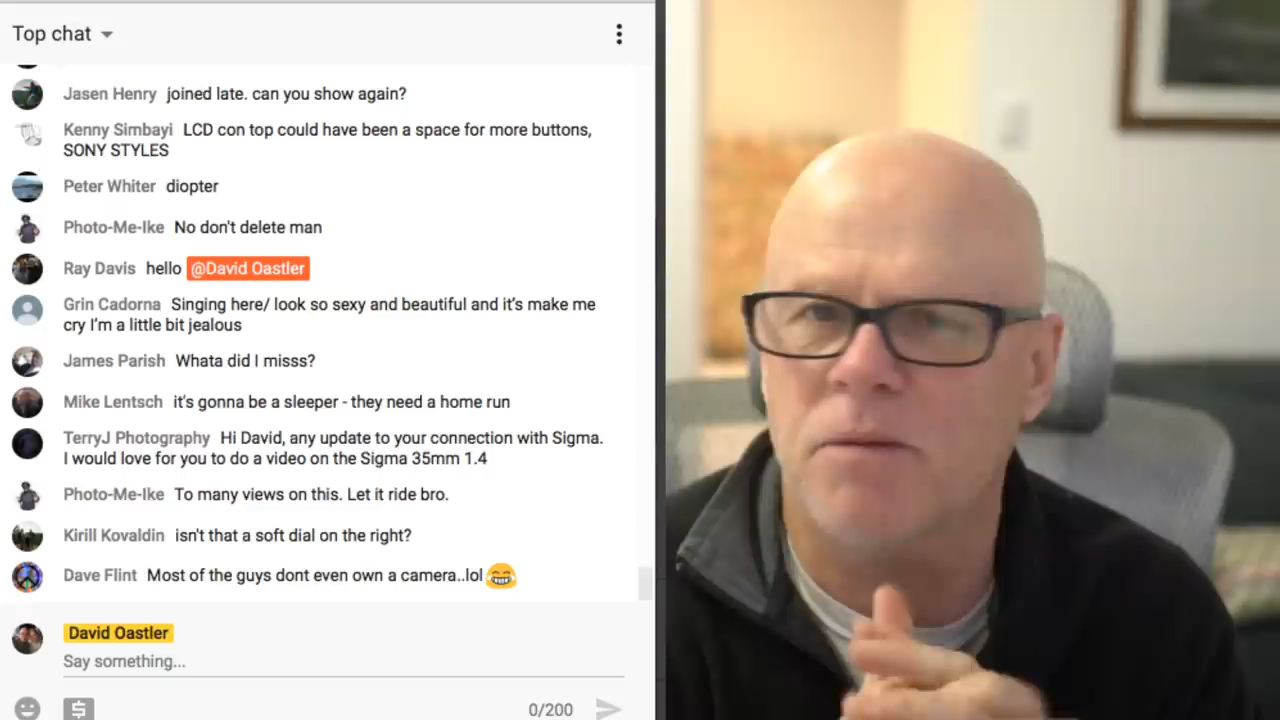 Top chat
Jasen Henry joined late. can you show again?
Kenny Simbayi LCD con top could have been a space for more buttons,
SONY STYLES
Peter Whiter diopter
Photo-Me-Ike No don't delete man
Ray Davis hello @David Oastler
Grin Cadorna Singing here/ look so sexy and beautiful and it's make me
cry I'm a little bit jealous
James Parish Whata did I misss?
Mike Lentsch it's gonna be a sleeper - they need a home run
TerryJ Photography Hi David, any update to your connection with Sigma.
I would love for you to do a video on the Sigma 35mm 1.4
Photo-Me-Ike To many views on this. Let it ride bro.
Kirill Kovaldin isn't that a soft dial on the right?
Dave Flint Most of the guys dont even own a camera..lol
David Oastler
Say something...
$ 0/200